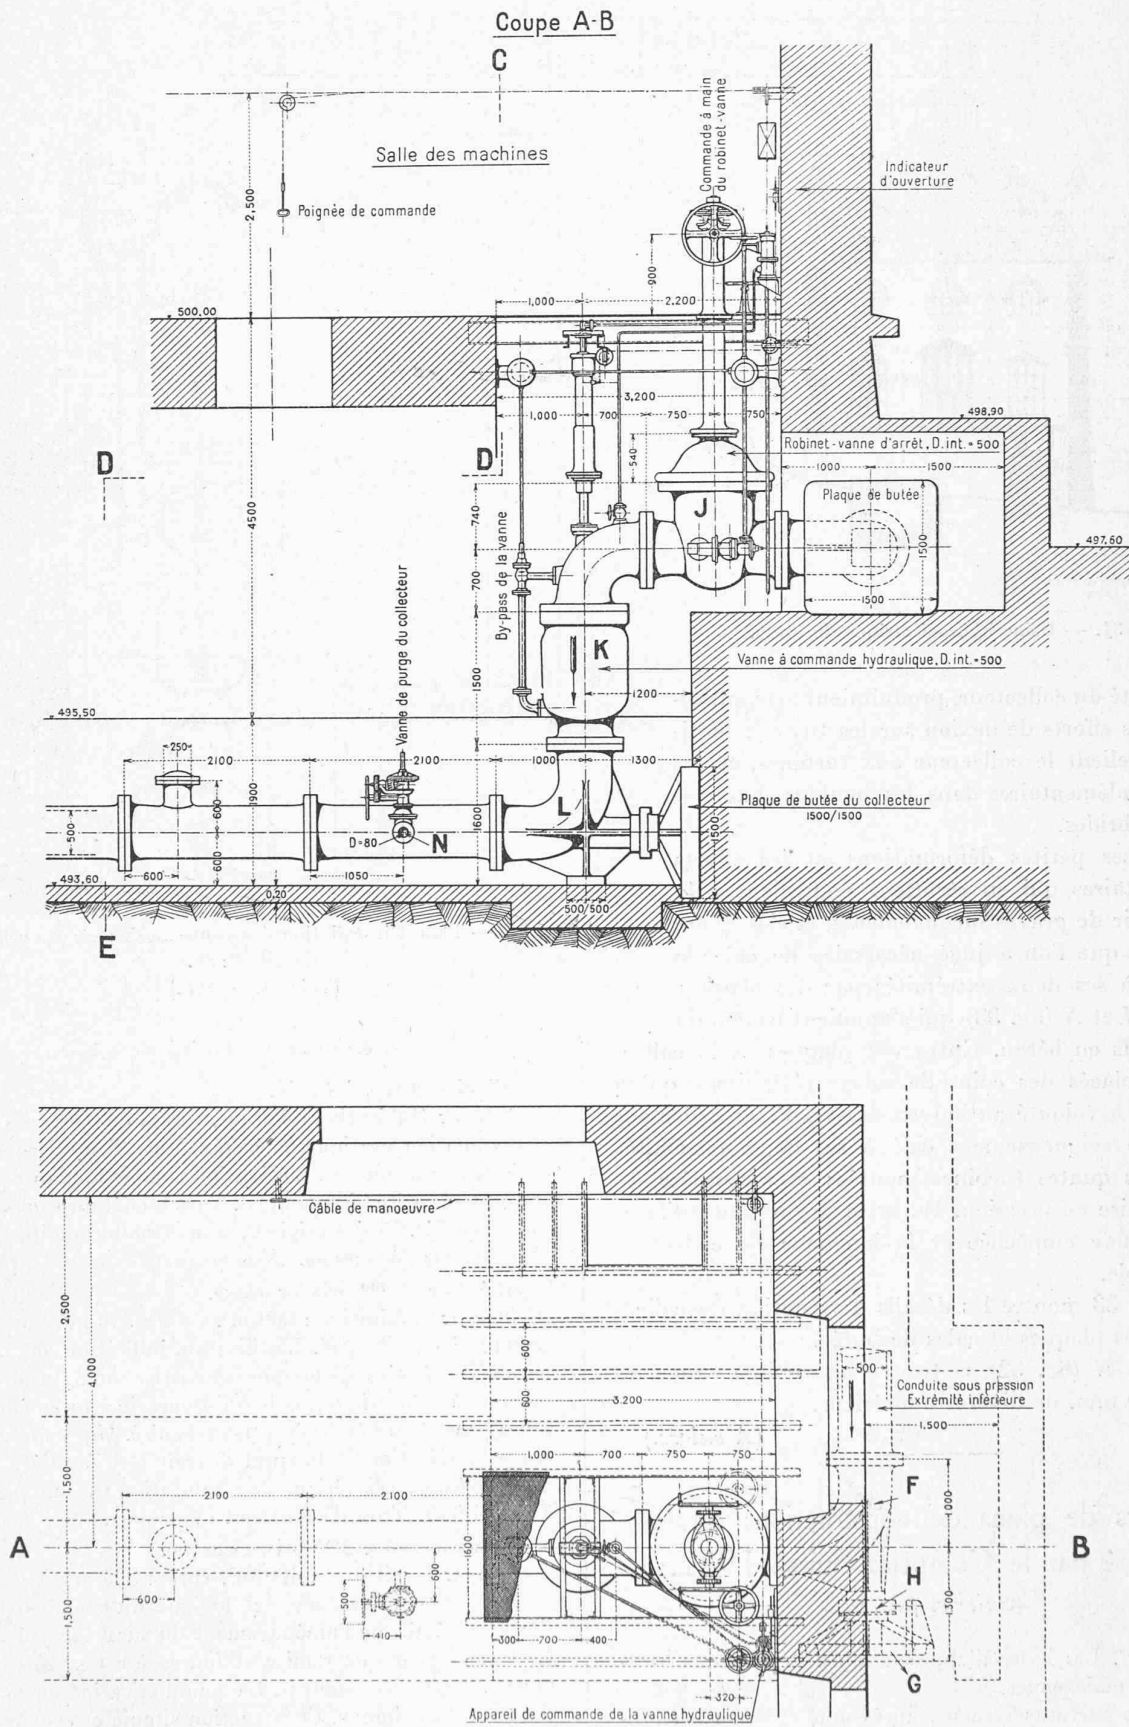 Coupe A-B
C
Commande à main
du robinet-vanne
Salle des machines
Indicateur
d'ouverture
2,500
Poignée de commande
900
1,000
2,200
500,00
3,200
1,000
700
750
750
498,90
D
D
540
Robinet-vanne d'arrêt, D. int. = 500
1000
1500
4500
740
J
Plaque de butée
1500
497,60
700
By-pass de la vanne
1500
Vanne de purge du collecteur
K
Vanne à commande hydraulique, D. int. = 500
1500
1200
495,50
250
2100
2100
1000
1300
1900
600
500
L
Plaque de butée du collecteur
1500/1500
1600
1500
D=80
N
600
600
1050
493,60
0,20
500
500
E
Câble de manoeuvre
2,500
4.000
600
500
Conduite sous pression
Extrémité inférieure
600
3.200
1.500
1,000
700
750
750
1,500
2.100
2.100
F
1000
A
1600
B
600
600
H
1300
500
1,500
410
300
700
400
G
320
Appareil de commande de la vanne hydraulique